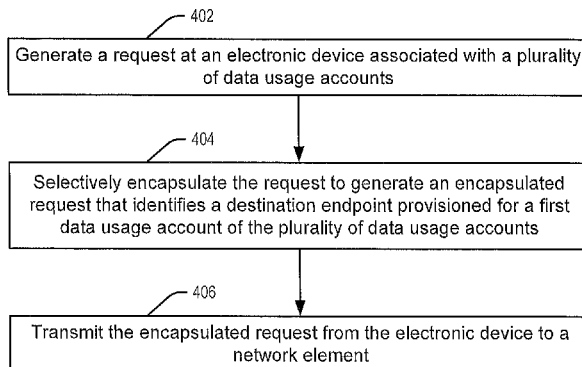 402
Generate a request at an electronic device associated with a plurality
of data usage accounts
404
Selectively encapsulate the request to generate an encapsulated
request that identifies a destination endpoint provisioned for a first
data usage account of the plurality of data usage accounts
406
Transmit the encapsulated request from the electronic device to a
network element